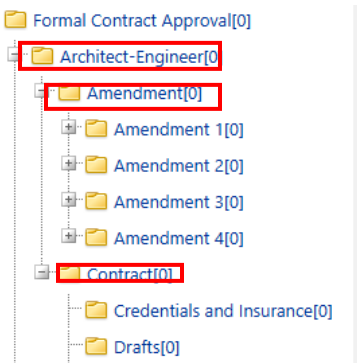 Formal Contract Approval[0]
Architect-Engineer[0
Amendment[0]
Amendment 1[0]
Amendment 2[0]
Amendment 3[0]
Amendment 4[0]
Contract[0]
Credentials and Insurance[0]
Drafts[0]